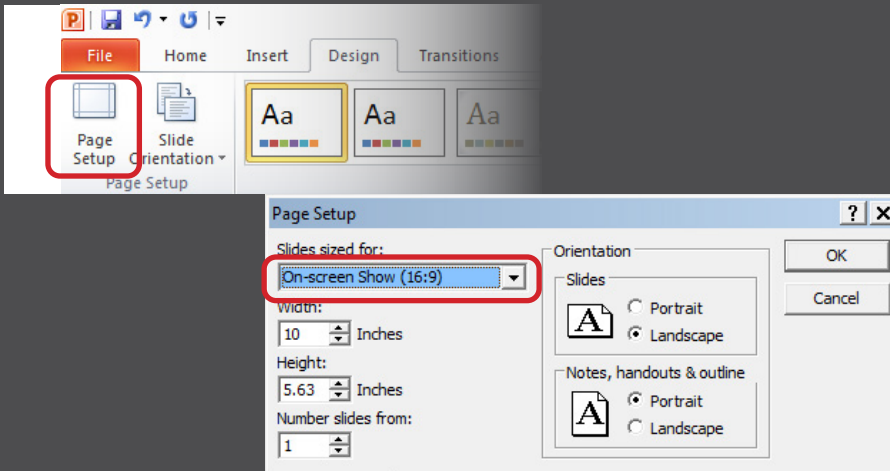 P
File Home Insert Design Transitions
Aa Aa Aa
Page Slide
Setup Orientation
Page Setup
Page Setup ? X
Slides sized for: Orientation OK
On-screen Show (16:9) Slides
Width: A Portrait Cancel
10 Inches Landscape
Height: Notes, handouts & outline
5.63 Inches A Portrait
Number slides from: Landscape
1